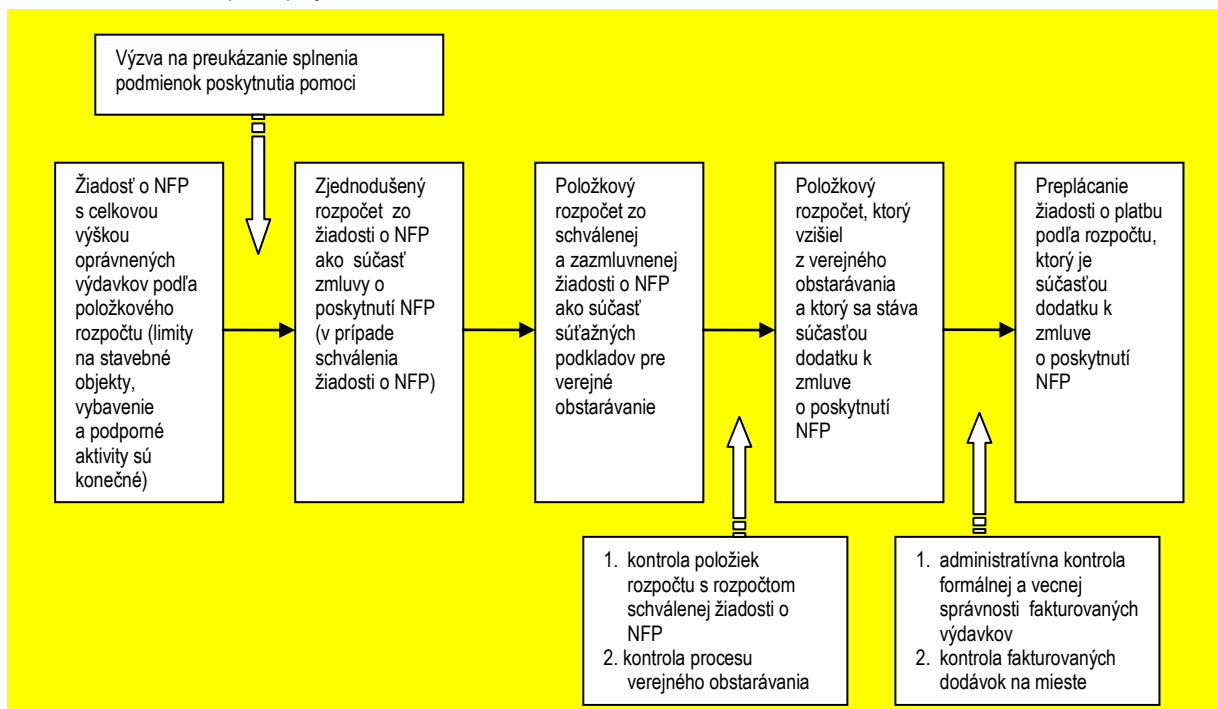 Výzva na preukázanie splnenia
podmienok poskytnutia pomoci
Žiadosť o NFP
s celkovou
výškou
oprávnených
výdavkov podľa
položkového
rozpočtu (limity
na stavebné
objekty,
vybavenie
a podporné
aktivity sú
konečné)
Zjednodušený
rozpočet zo
žiadosti o NFP
ako súčasť
zmluvy o
poskytnutí NFP
(v prípade
schválenia
žiadosti o NFP)
Položkový
rozpočet zo
schválenej
a zazmluvnenej
žiadosti o NFP
ako súčasť
súťažných
podkladov pre
verejné
obstarávanie
Položkový
rozpočet, ktorý
vzišiel
z verejného
obstarávania
a ktorý sa stáva
súčasťou
dodatku k
zmluve
o poskytnutí
NFP
Preplácanie
žiadosti o platbu
podľa rozpočtu,
ktorý je
súčasťou
dodatku k
zmluve
o poskytnutí
NFP
1. kontrola položiek
rozpočtu s rozpočtom
schválenej žiadosti o
NFP
2. kontrola procesu
verejného obstarávania
1. administratívna kontrola
formálnej a vecnej
správnosti fakturovaných
výdavkov
2. kontrola fakturovaných
dodávok na mieste